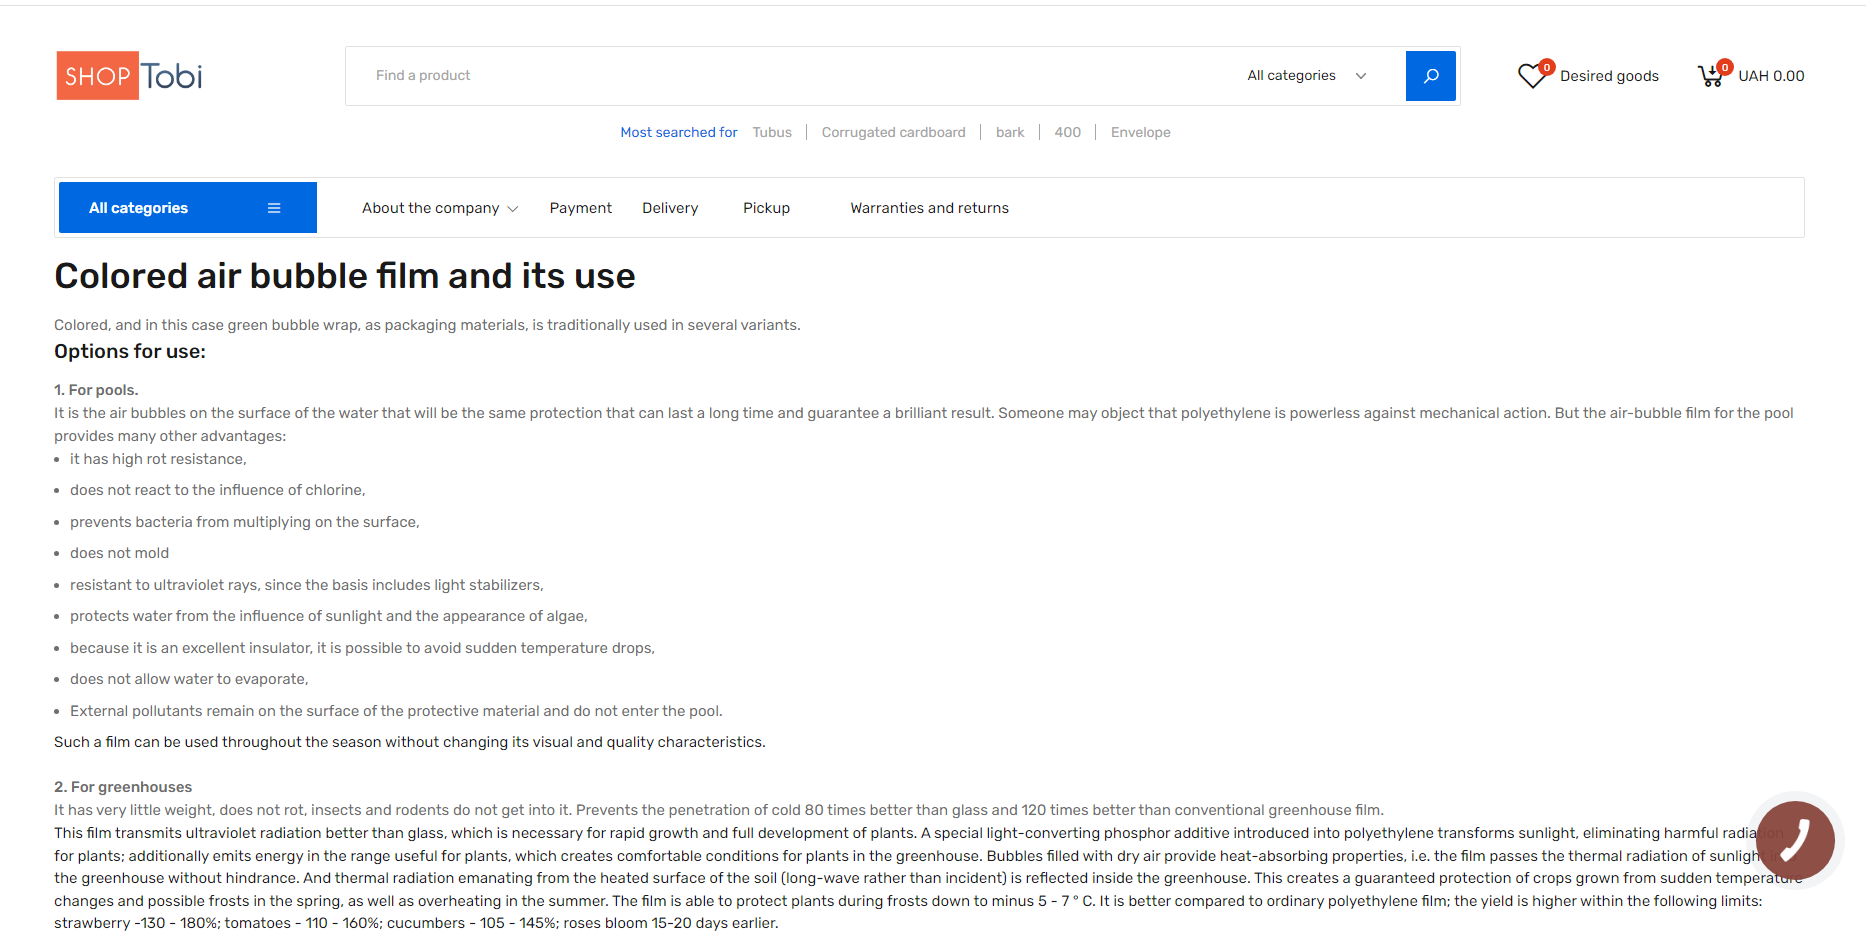 SHOP Tobi
Find a product
All categories
0
Desired goods
0
UAH 0.00
Most searched for Tubus Corrugated cardboard bark 400 Envelope
All categories
About the company Payment Delivery Pickup Warranties and returns
Colored air bubble film and its use
Colored, and in this case green bubble wrap, as packaging materials, is traditionally used in several variants.
Options for use:
1. For pools.
It is the air bubbles on the surface of the water that will be the same protection that can last a long time and guarantee a brilliant result. Someone may object that polyethylene is powerless against mechanical action. But the air-bubble film for the pool
provides many other advantages:
• it has high rot resistance,
• does not react to the influence of chlorine,
• prevents bacteria from multiplying on the surface,
• does not mold
• resistant to ultraviolet rays, since the basis includes light stabilizers,
• protects water from the influence of sunlight and the appearance of algae,
• because it is an excellent insulator, it is possible to avoid sudden temperature drops,
• does not allow water to evaporate,
• External pollutants remain on the surface of the protective material and do not enter the pool.
Such a film can be used throughout the season without changing its visual and quality characteristics.
2. For greenhouses
It has very little weight, does not rot, insects and rodents do not get into it. Prevents the penetration of cold 80 times better than glass and 120 times better than conventional greenhouse film.
This film transmits ultraviolet radiation better than glass, which is necessary for rapid growth and full development of plants. A special light-converting phosphor additive introduced into polyethylene transforms sunlight, eliminating harmful radiation
for plants; additionally emits energy in the range useful for plants, which creates comfortable conditions for plants in the greenhouse. Bubbles filled with dry air provide heat-absorbing properties, i.e. the film passes the thermal radiation of sunlight
the greenhouse without hindrance. And thermal radiation emanating from the heated surface of the soil (long-wave rather than incident) is reflected inside the greenhouse. This creates a guaranteed protection of crops grown from sudden temperature
changes and possible frosts in the spring, as well as overheating in the summer. The film is able to protect plants during frosts down to minus 5 - 7 ° C. It is better compared to ordinary polyethylene film; the yield is higher within the following limits:
strawberry -130 - 180%; tomatoes - 110 - 160%; cucumbers - 105 - 145%; roses bloom 15-20 days earlier.